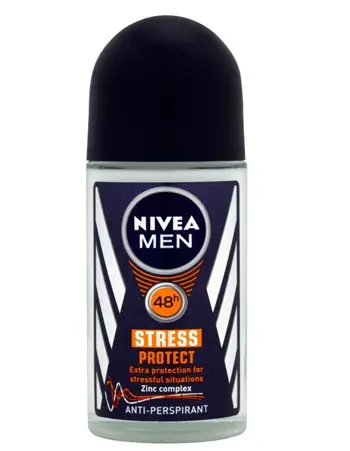 NIVEA
MEN
48h
STRESS
PROTECT
Extra protection for
stressful situations
Zinc complex
ANTI-PERSPIRANT